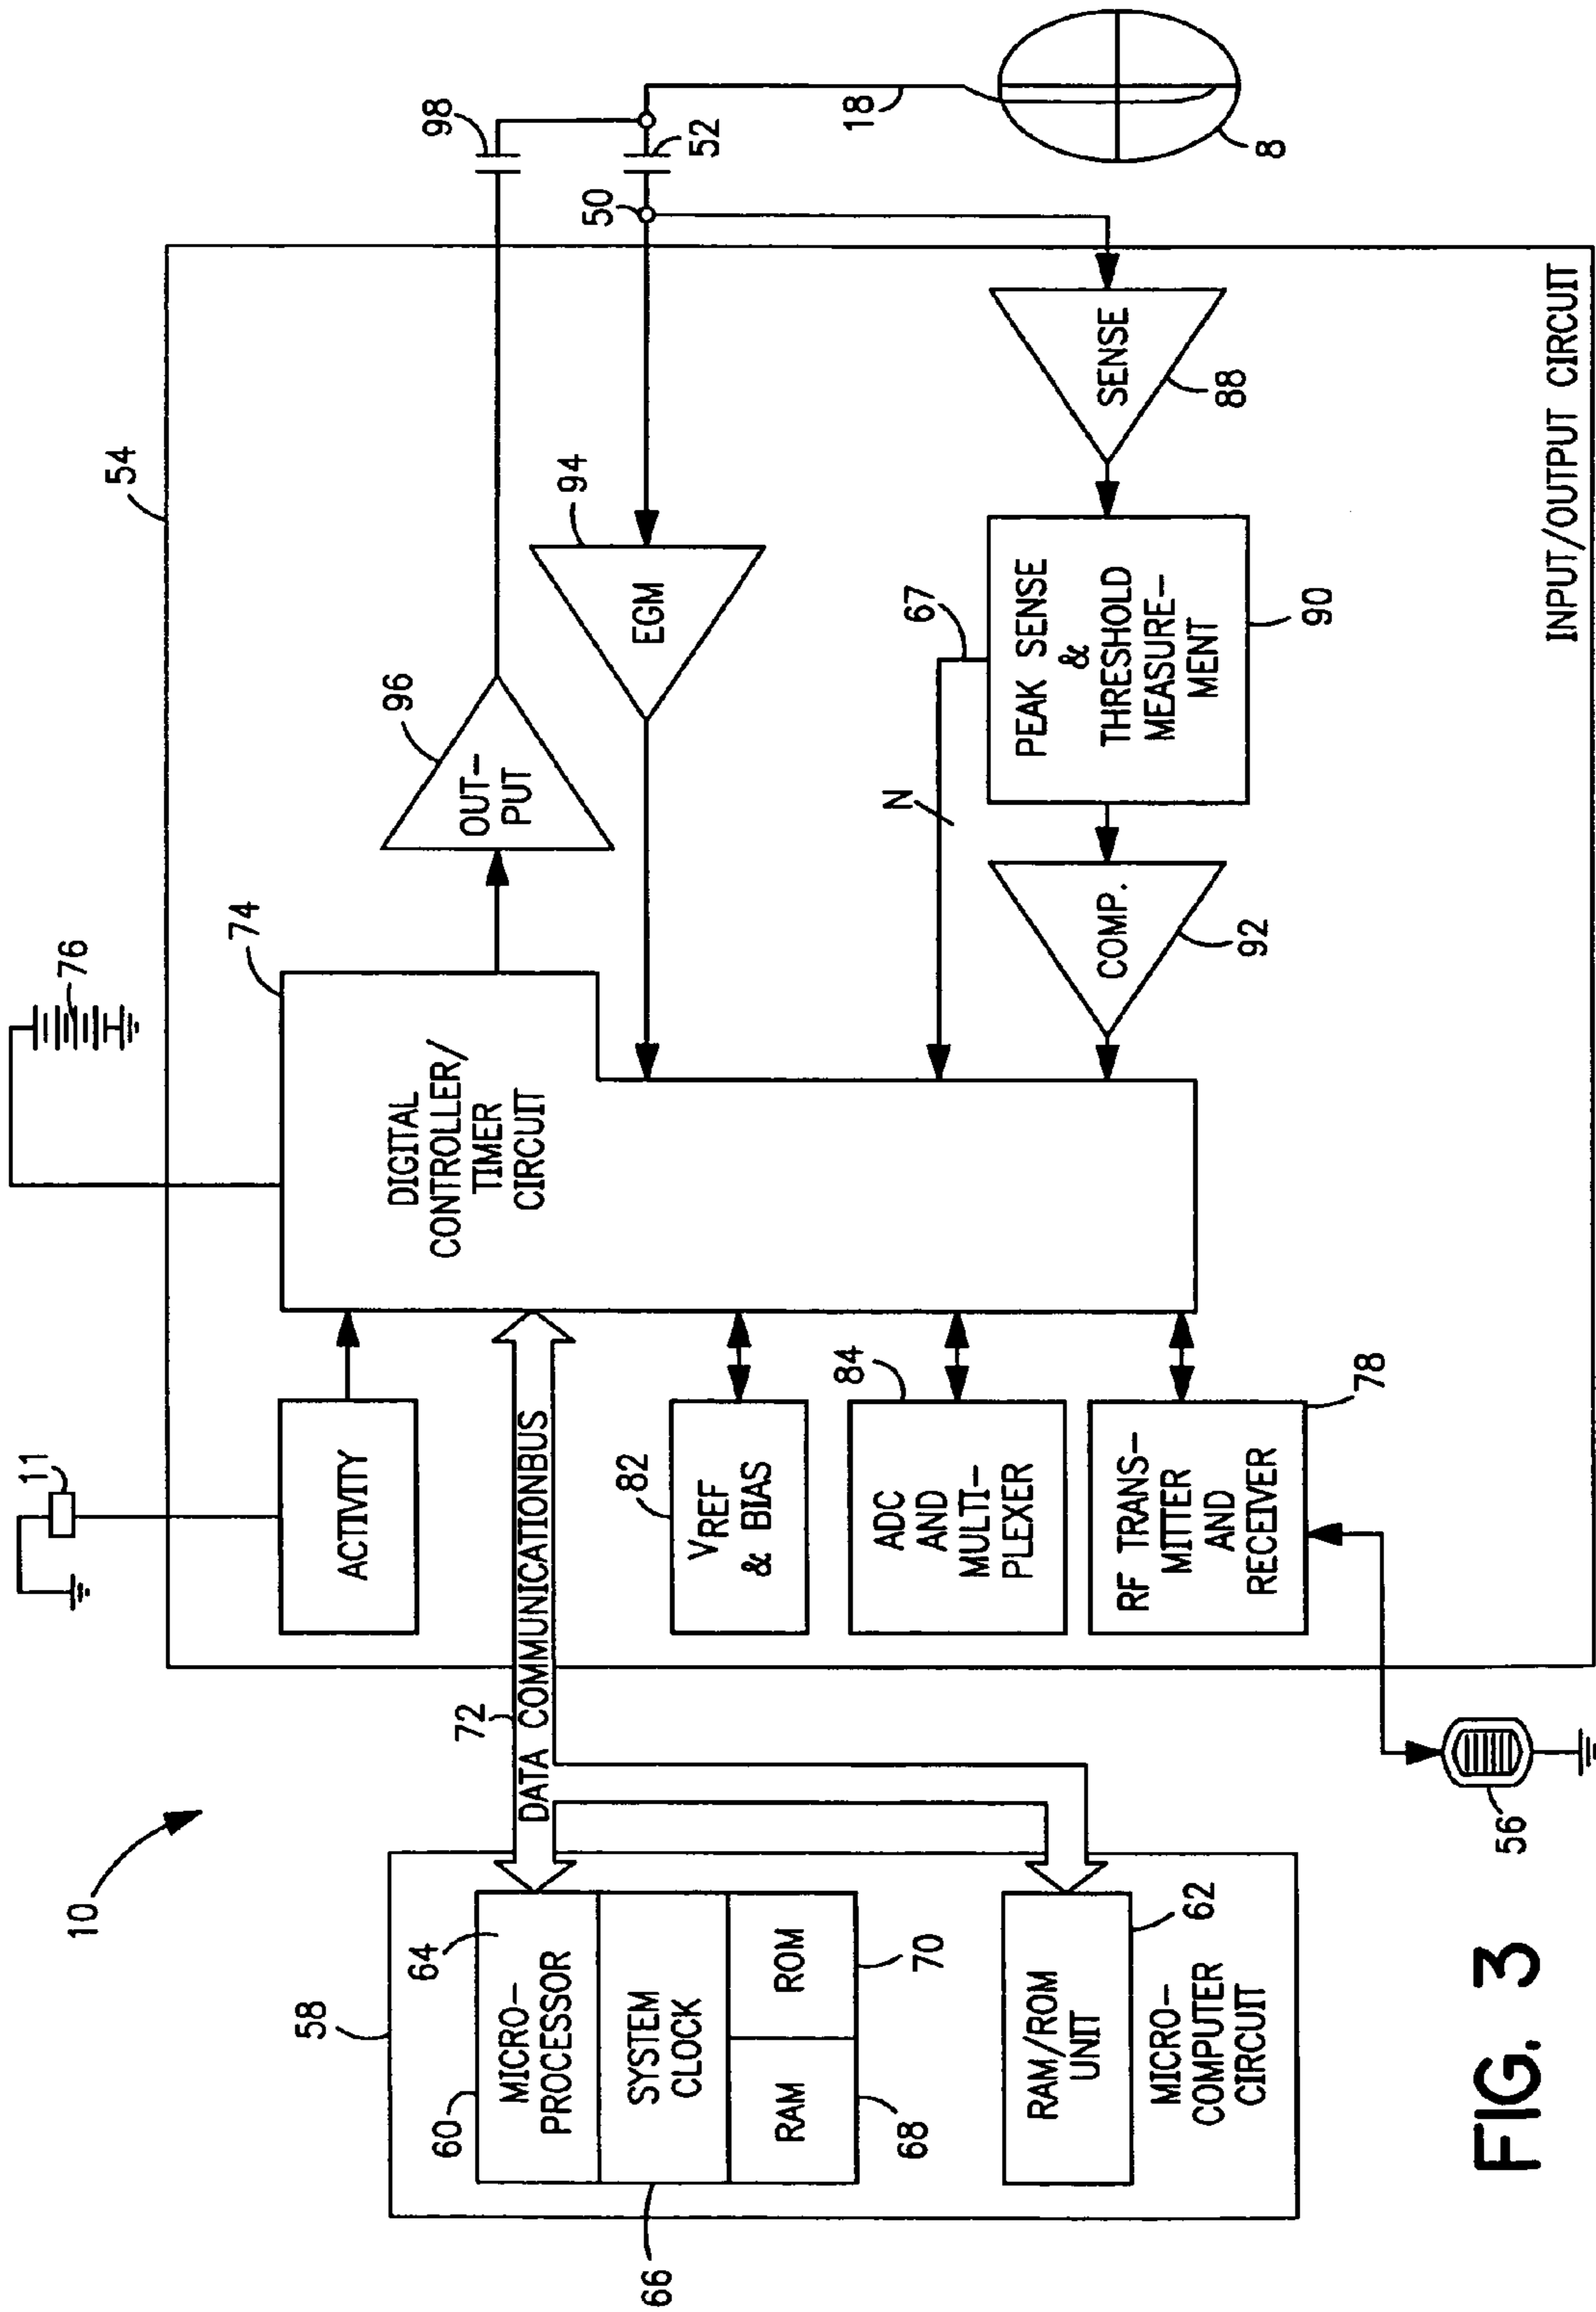 10
58
60
MICRO-
PROCESSOR
64
SYSTEM
CLOCK
66
RAM
ROM
68
70
RAM/ROM
UNIT
62
MICRO-
COMPUTER
CIRCUIT
72
DATA COMMUNICATIONBUS
56
11
ACTIVITY
82
VREF
& BIAS
84
ADC
AND
MULTI-
PLEXER
RF TRANS-
MITTER
AND
RECEIVER
78
76
74
DIGITAL
CONTROLLER/
TIMER
CIRCUIT
54
96
OUT-
PUT
94
EGM
N
67
PEAK SENSE
&
THRESHOLD
MEASURE-
MENT
90
COMP.
92
SENSE
88
98
50
52
18
8
INPUT/OUTPUT CIRCUIT
FIG. 3